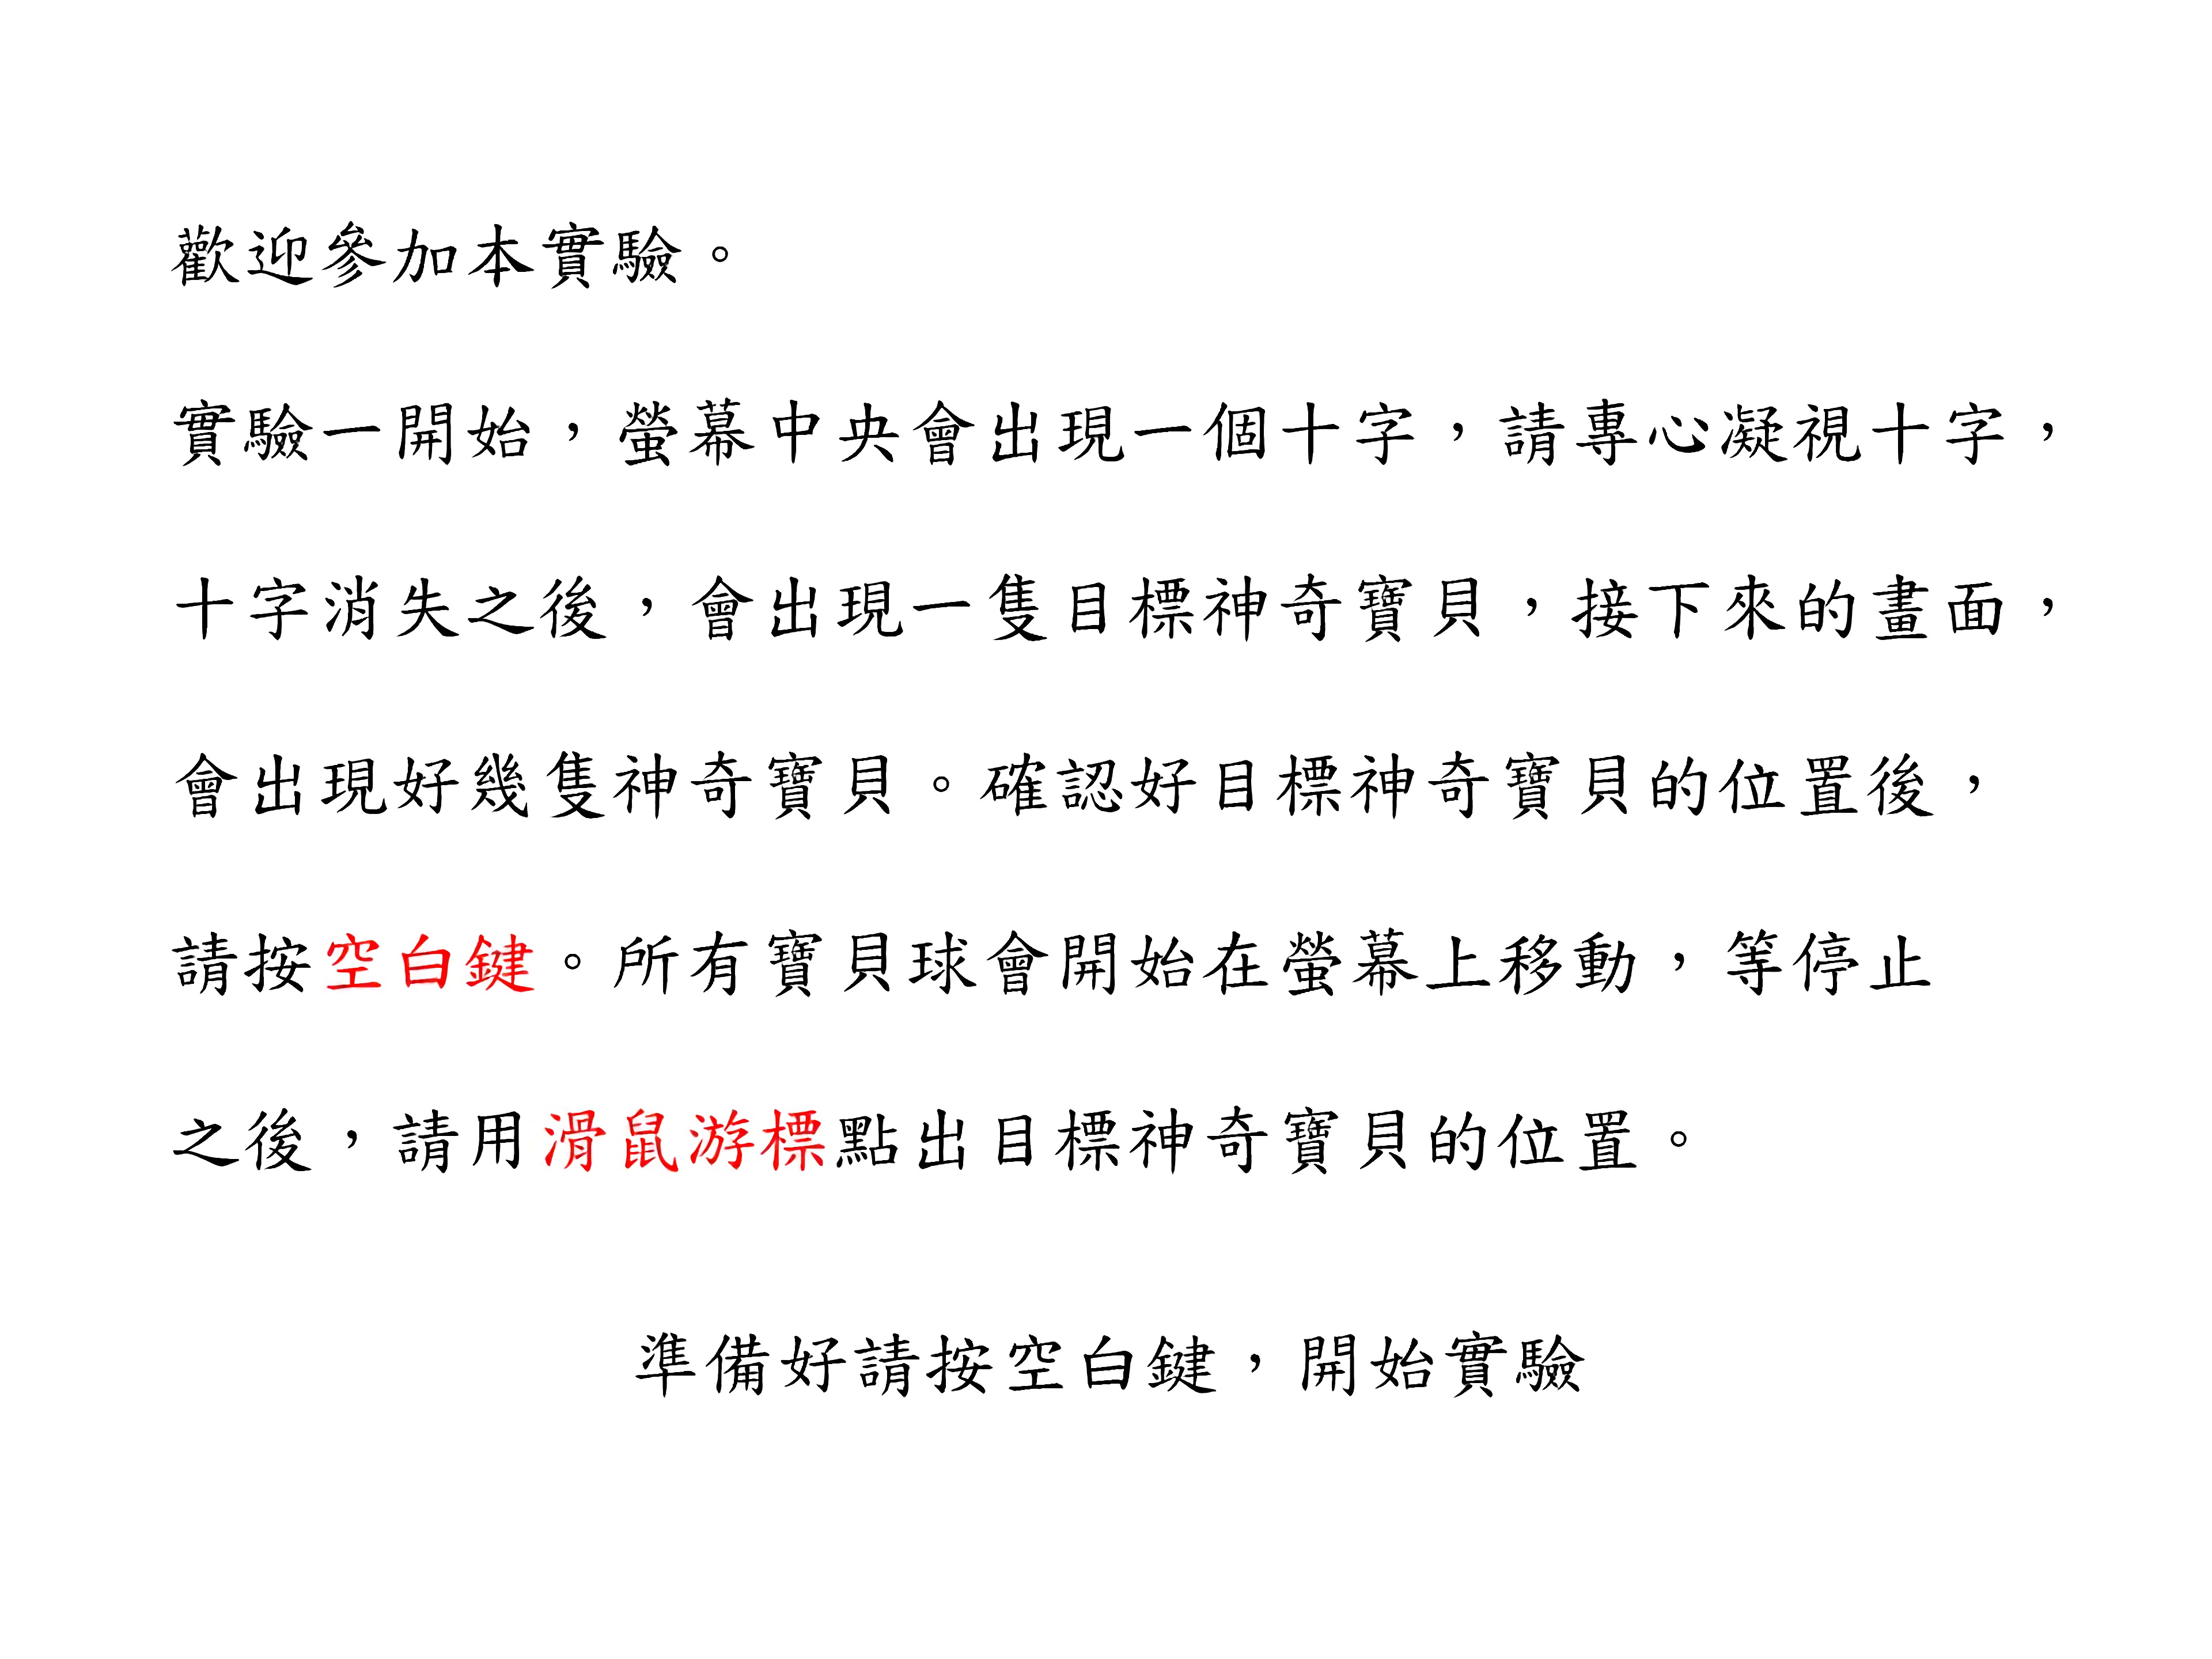 歡迎參加本實驗。
實驗一開始，螢幕中央會出現一個十字，請專心凝視十字，
十字消失之後，會出現一隻目標神奇寶貝，接下來的畫面，
會出現好幾隻神奇寶貝。確認好目標神奇寶貝的位置後，
請按空白鍵。所有寶貝球會開始在螢幕上移動，等停止
之後，請用滑鼠游標點出目標神奇寶貝的位置。
準備好請按空白鍵，開始實驗